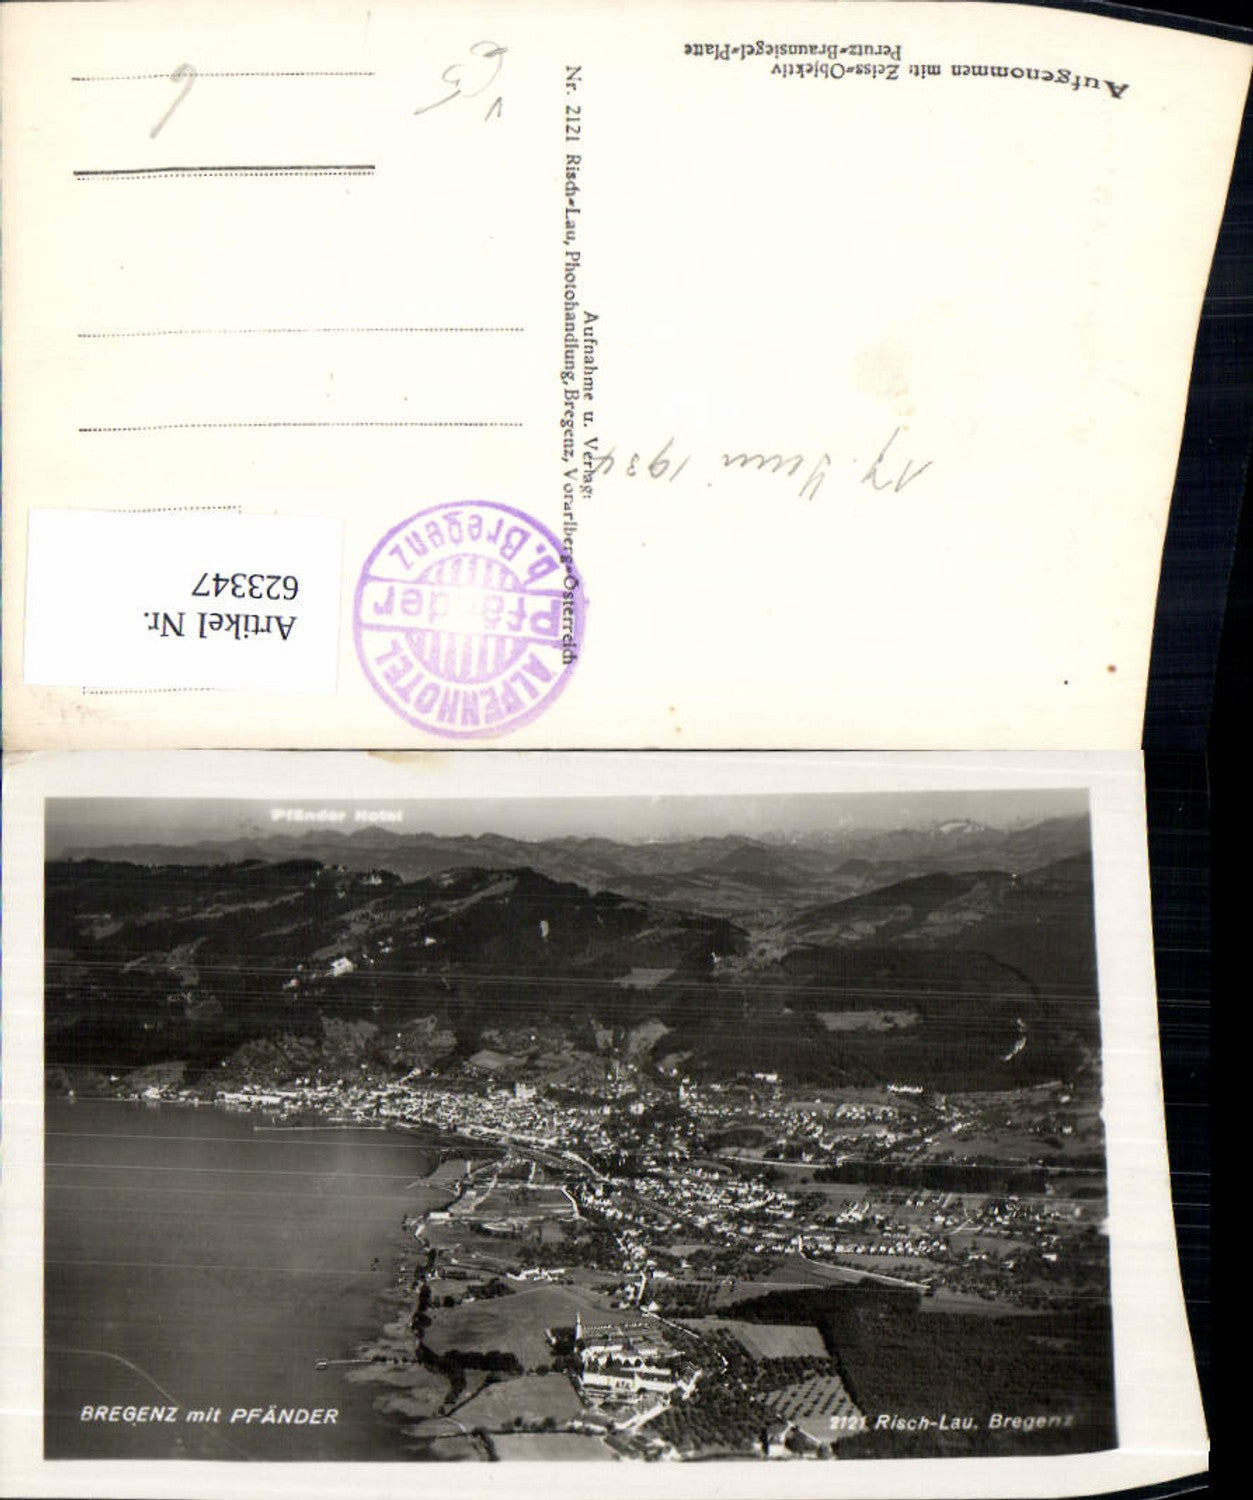 Aufgenommen mit: Zeiss-Objektiv
Perutz-Braunsiegel-Platte
Aufnahme u. Verlag:
Nr. 2121 Risch-Lau, Photohandlung, Bregenz, Vorarlberg-Österreich
17. Juni 1934
ALPENHOTEL
Pfänder
b. Bregenz
Artikel Nr.
623347
6
Pfänder Hotel
BREGENZ mit PFÄNDER
2121 Risch-Lau, Bregenz